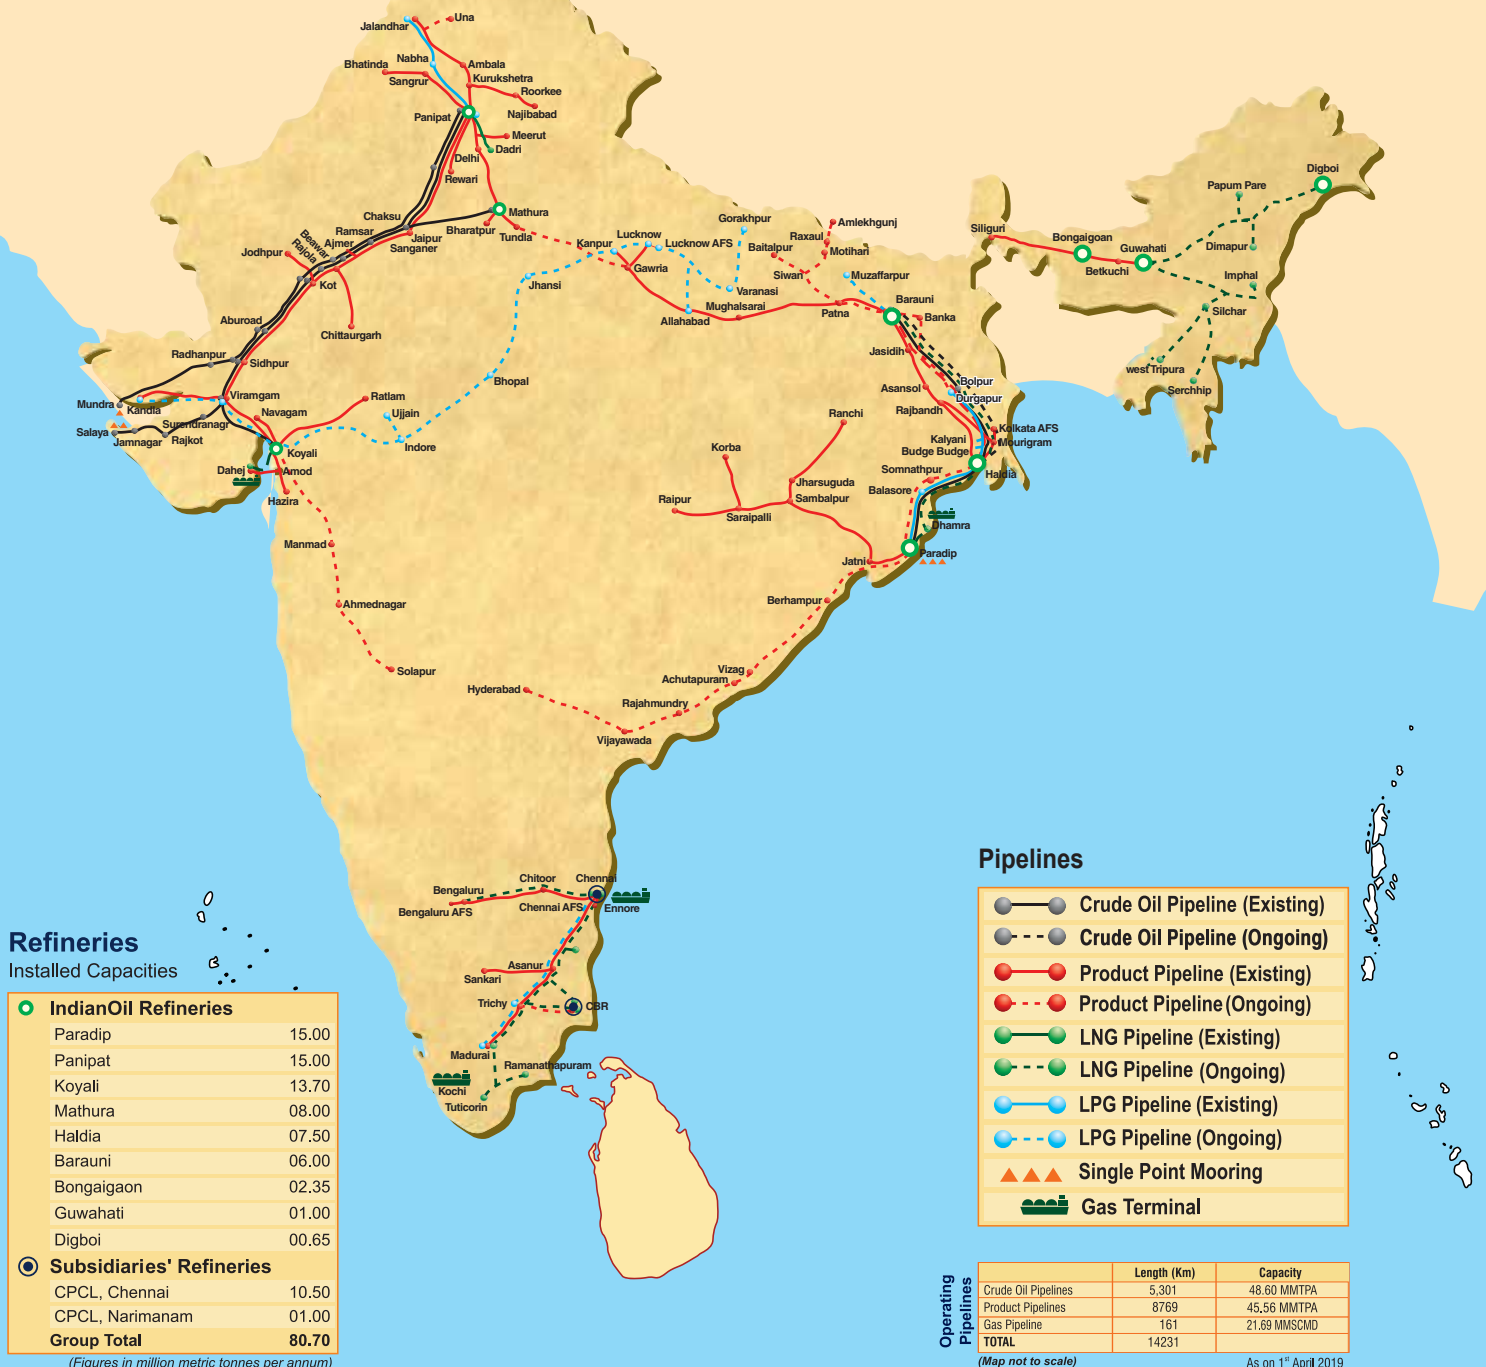 Jalandhar
Una
Nabha
Bhatinda
Sangrur
Ambala
Kurukshetra
Roorkee
Najibabad
Panipat
Meerut
Dadri
Delhi
Rewari
Chaksu
Mathura
Bharatpur
Tundla
Ramsar
Jaipur
Ajmer
Sanganer
Beawar
Rajola
Jodhpur
Kot
Chittaurgarh
Aburoad
Radhanpur
Sidhpur
Mundra
Kandla
Viramgam
Navagam
Ratlam
Ujjain
Indore
Surendranagr
Salaya
Jamnagar
Rajkot
Koyali
Dahej
Amod
Hazira
Manmad
Ahmednagar
Solapur
Hyderabad
Kanpur
Lucknow
Lucknow AFS
Gorakhpur
Gawria
Jhansi
Bhopal
Varanasi
Allahabad
Mughalsarai
Baitalpur
Siwan
Raxaul
Amlekhgunj
Motihari
Muzaffarpur
Patna
Barauni
Banka
Jasidih
Bolpur
Durgapur
Asansol
Rajbandh
Kolkata AFS
Kalyani
Mourigram
Budge Budge
Haldia
Somnathpur
Balasore
Dhamra
Paradip
Jatni
Ranchi
Korba
Jharsuguda
Sambalpur
Raipur
Saraipalli
Berhampur
Vizag
Achutapuram
Rajahmundry
Vijayawada
Siliguri
Bongaigoan
Betkuchi
Guwahati
Digboi
Papum Pare
Dimapur
Imphal
Silchar
west Tripura
Serchhip
Bengaluru
Bengaluru AFS
Chitoor
Chennai
Chennai AFS
Ennore
Asanur
Sankari
Trichy
CBR
Madurai
Ramanathapuram
Kochi
Tuticorin
Refineries
Installed Capacities
IndianOil Refineries
Paradip 15.00
Panipat 15.00
Koyali 13.70
Mathura 08.00
Haldia 07.50
Barauni 06.00
Bongaigaon 02.35
Guwahati 01.00
Digboi 00.65
Subsidiaries' Refineries
CPCL, Chennai 10.50
CPCL, Narimanam 01.00
Group Total 80.70
(Figures in million metric tonnes per annum)
Pipelines
Crude Oil Pipeline (Existing)
Crude Oil Pipeline (Ongoing)
Product Pipeline (Existing)
Product Pipeline (Ongoing)
LNG Pipeline (Existing)
LNG Pipeline (Ongoing)
LPG Pipeline (Existing)
LPG Pipeline (Ongoing)
Single Point Mooring
Gas Terminal
Operating
Pipelines
Length (Km) Capacity
Crude Oil Pipelines 5,301 48.60 MMTPA
Product Pipelines 8769 45.56 MMTPA
Gas Pipeline 161 21.69 MMSCMD
TOTAL 14231
(Map not to scale) As on 1st April 2019